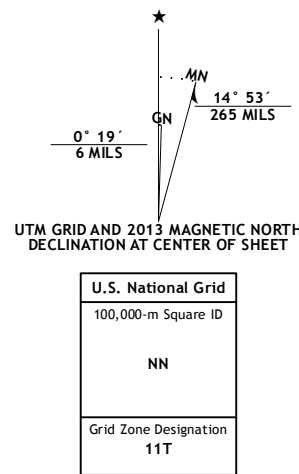 ★
MN
GN
14° 53´
265 MILS
0° 19´
6 MILS
UTM GRID AND 2013 MAGNETIC NORTH
DECLINATION AT CENTER OF SHEET
U.S. National Grid
100,000-m Square ID
NN
Grid Zone Designation
11T